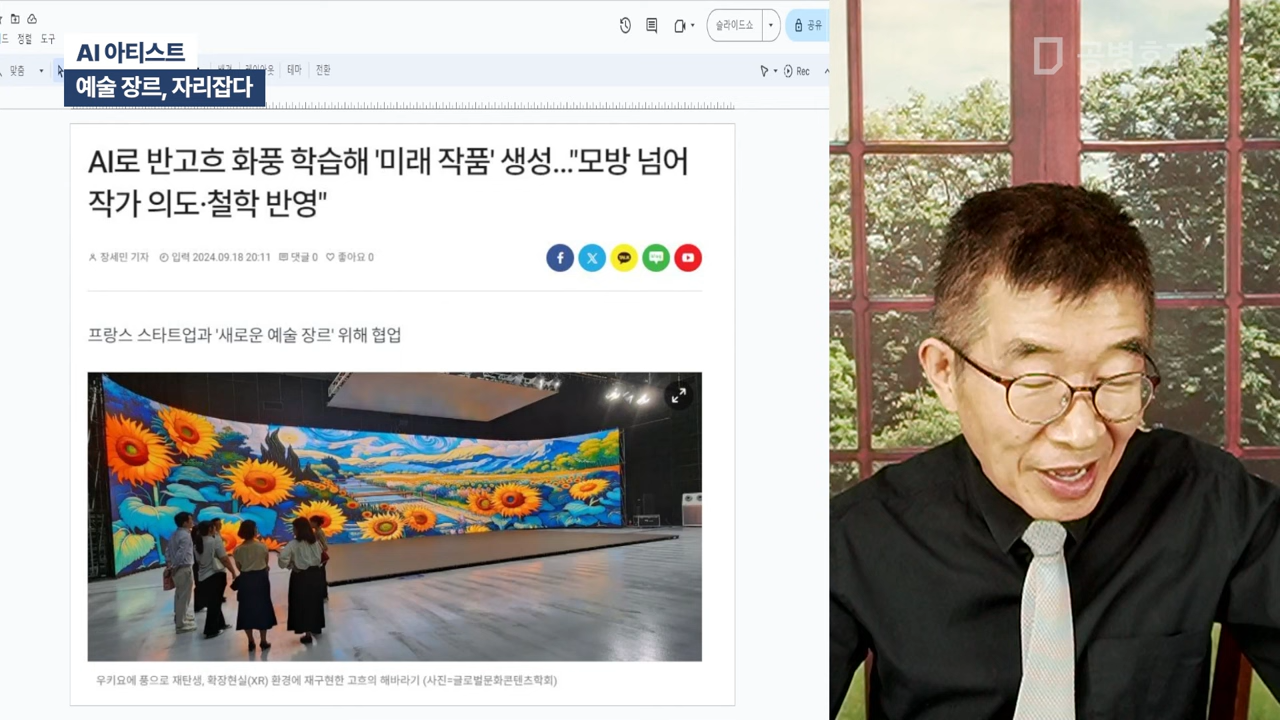 정렬 도구
슬라이드쇼
공유
AI 아티스트
맞춤
테마
전환
Rec
예술 장르, 자리잡다
AI로 반고흐 화풍 학습해 '미래 작품' 생성..."모방 넘어
작가 의도·철학 반영"
장세민 기자 입력 2024.09.18 20:11 댓글 0 좋아요 0
프랑스 스타트업과 '새로운 예술 장르' 위해 협업
우키요에 풍으로 재탄생, 확장현실(XR) 환경에 재구현한 고흐의 해바라기 (사진=글로벌문화콘텐츠학회)